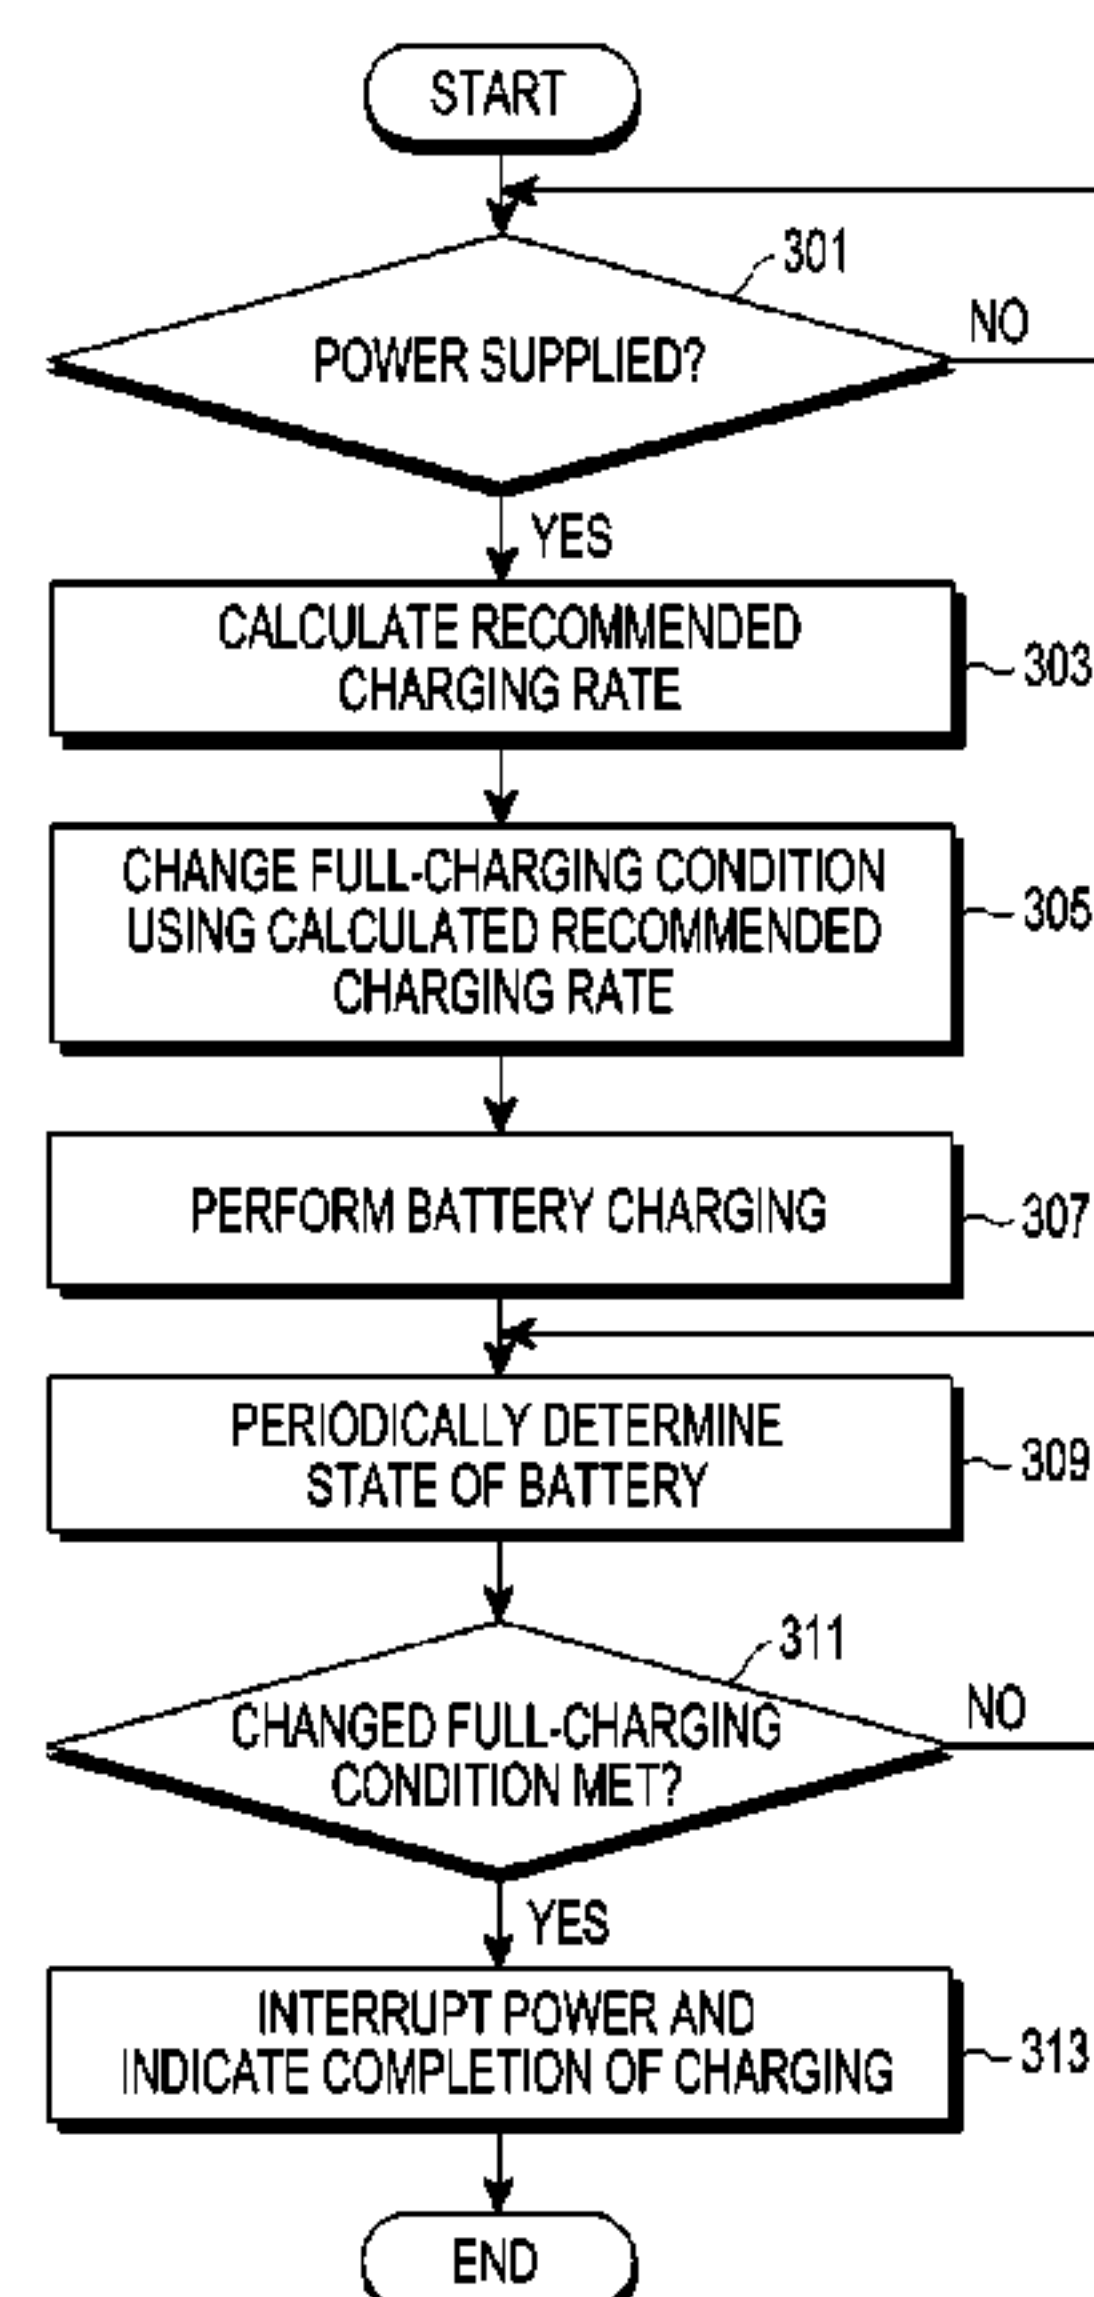 START
301
POWER SUPPLIED?
NO
YES
CALCULATE RECOMMENDED
CHARGING RATE
303
CHANGE FULL-CHARGING CONDITION
USING CALCULATED RECOMMENDED
CHARGING RATE
305
PERFORM BATTERY CHARGING
307
PERIODICALLY DETERMINE
STATE OF BATTERY
309
311
CHANGED FULL-CHARGING
CONDITION MET?
NO
YES
INTERRUPT POWER AND
INDICATE COMPLETION OF CHARGING
313
END